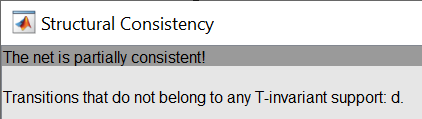 Structural Consistency
The net is partially consistent!
Transitions that do not belong to any T-invariant support: d.